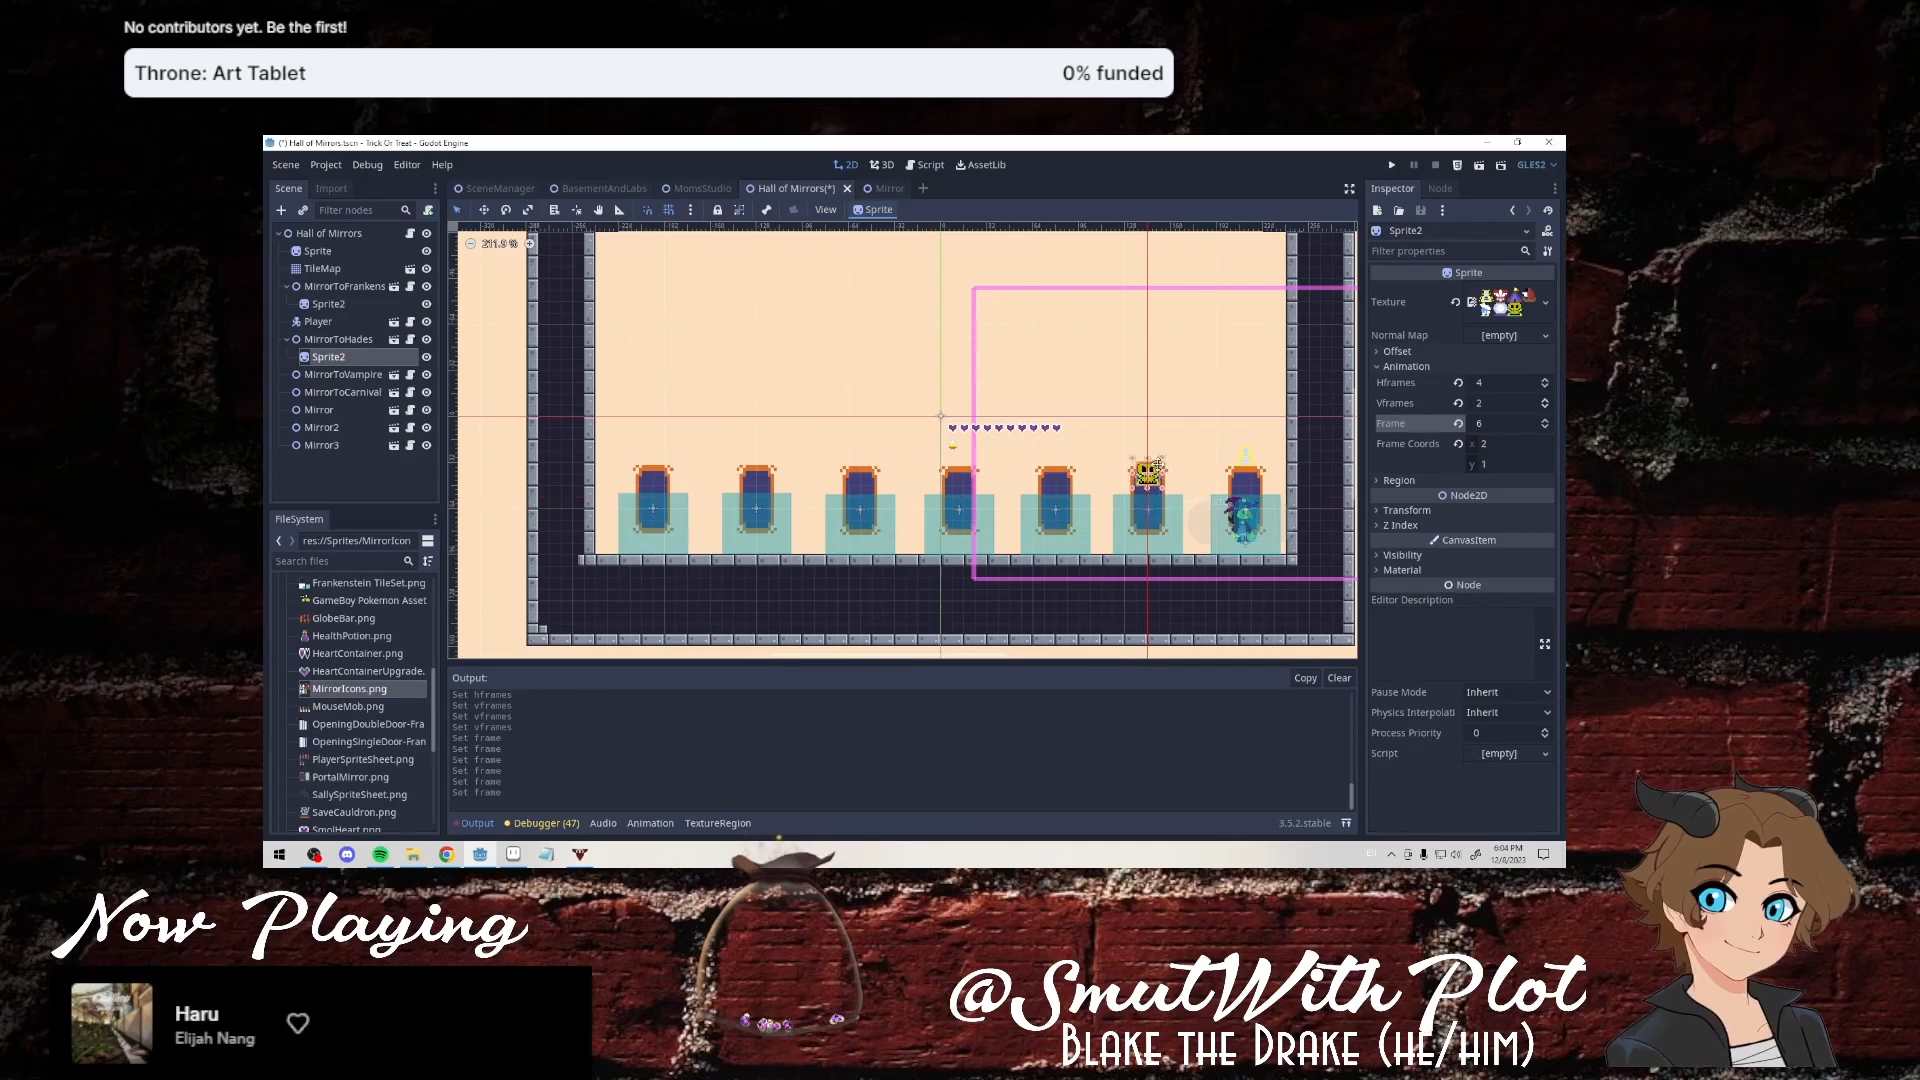 No contributors yet. Be the first!
Throne: Art Tablet 0% funded
(*) Hall of Mirrors.tscn - Trick Or Treat - Godot Engine
Scene Project Debug Editor Help
2D 3D Script AssetLib
GLES2
Scene Import
SceneManager BasementAndLabs MomsStudio Hall of Mirrors(*) Mirror
Inspector Node
Filter nodes
View Sprite
Hall of Mirrors
Sprite
TileMap
MirrorToFrankens
Sprite2
Player
MirrorToHades
Sprite2
MirrorToVampire
MirrorToCarnival
Mirror
Mirror2
Mirror3
211.9 %
Sprite2
Filter properties
Sprite
Texture
Normal Map [empty]
Offset
Animation
Hframes 4
Vframes 2
Frame 6
Frame Coords x 2
y 1
Region
Node2D
Transform
Z Index
CanvasItem
Visibility
Material
Node
Editor Description
Pause Mode Inherit
Physics Interpolati Inherit
Process Priority 0
Script [empty]
FileSystem
res://Sprites/MirrorIcon
Search files
Frankenstein TileSet.png
GameBoy Pokemon Asset
GlobeBar.png
HealthPotion.png
HeartContainer.png
HeartContainerUpgrade.
MirrorIcons.png
MouseMob.png
OpeningDoubleDoor-Fra
OpeningSingleDoor-Fran
PlayerSpriteSheet.png
PortalMirror.png
SallySpriteSheet.png
SaveCauldron.png
SmolHeart.png
Output: Copy Clear
Set hframes
Set vframes
Set vframes
Set vframes
Set frame
Set frame
Set frame
Set frame
Set frame
Set frame
Output Debugger (47) Audio Animation TextureRegion 3.5.2.stable
6:04 PM
12/8/2023
Now Playing
Haru
Elijah Nang
@SmutWithPlot
Blake the Drake (he/him)